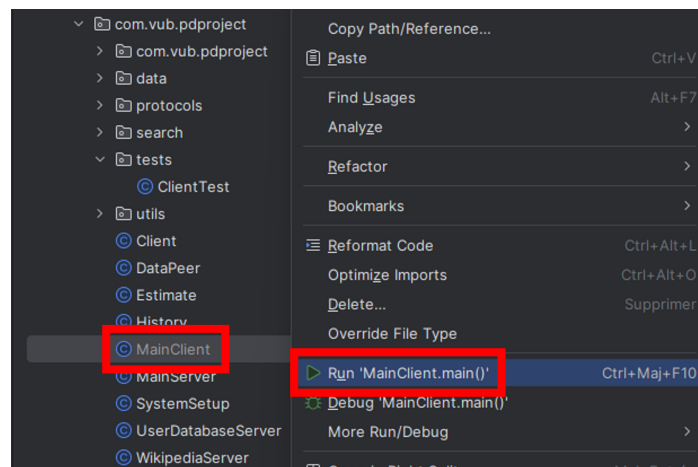 com.vub.pdproject
com.vub.pdproject
data
protocols
search
tests
ClientTest
utils
Client
DataPeer
Estimate
History
MainClient
MainServer
SystemSetup
UserDatabaseServer
WikipediaServer
Copy Path/Reference...
Paste Ctrl+V
Find Usages Alt+F7
Analyze
Refactor
Bookmarks
Reformat Code Ctrl+Alt+L
Optimize Imports Ctrl+Alt+O
Delete... Supprimer
Override File Type
Run 'MainClient.main()' Ctrl+Maj+F10
Debug 'MainClient.main()'
More Run/Debug